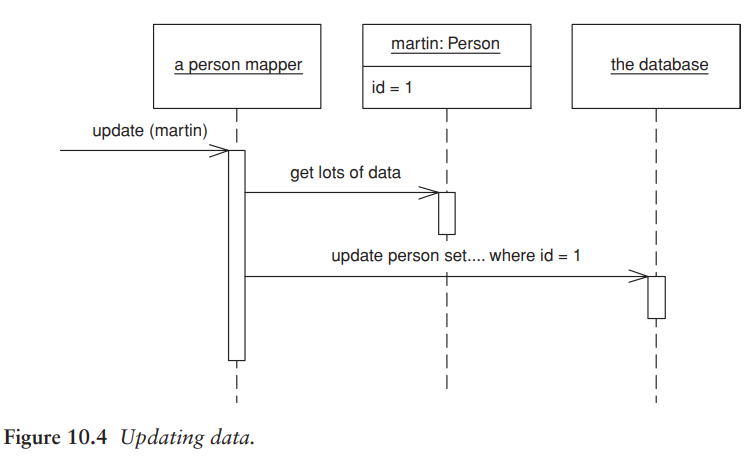 a person mapper
martin: Person
id = 1
the database
update (martin)
get lots of data
update person set.... where id = 1
Figure 10.4 Updating data.